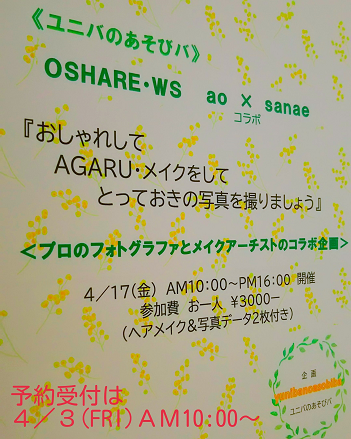 《ユニバのあそびバ》
OSHARE・WS ao × sanae
コラボ
『おしゃれして
AGARU・メイクをして
とっておきの写真を撮りましょう』
<プロのフォトグラファとメイクアーチストのコラボ企画>
4／17(金) AM10:00～PM16:00 開催
参加費 お一人 ¥3000-
(ヘアメイク&写真データ2枚付き)
企画
ユニバのあそびバ
予約受付は
4／3(FRI)AM10:00～